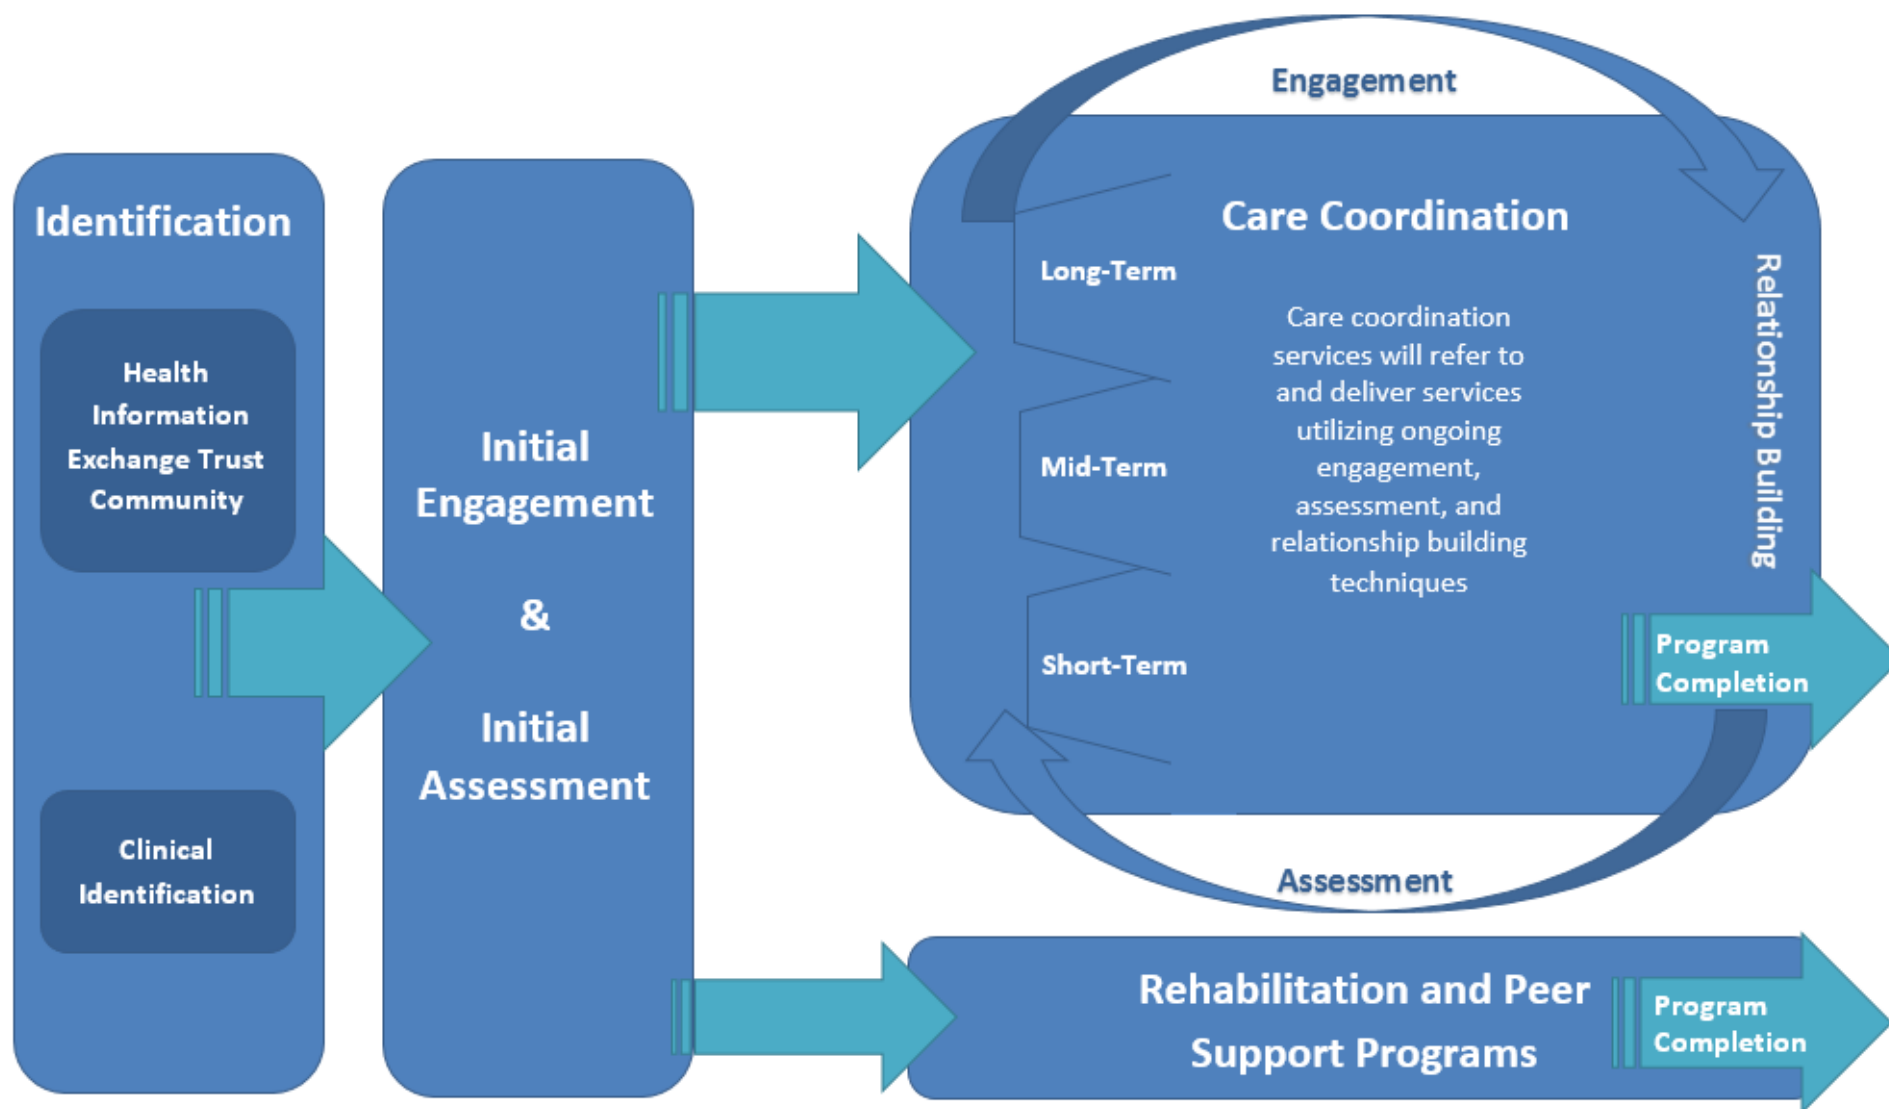 Identification
Health
Information
Exchange Trust
Community
Clinical
Identification
Initial
Engagement
&
Initial
Assessment
Engagement
Care Coordination
Long-Term
Mid-Term
Short-Term
Care coordination
services will refer to
and deliver services
utilizing ongoing
engagement,
assessment, and
relationship building
techniques
Relationship Building
Program
Completion
Assessment
Rehabilitation and Peer
Support Programs
Program
Completion